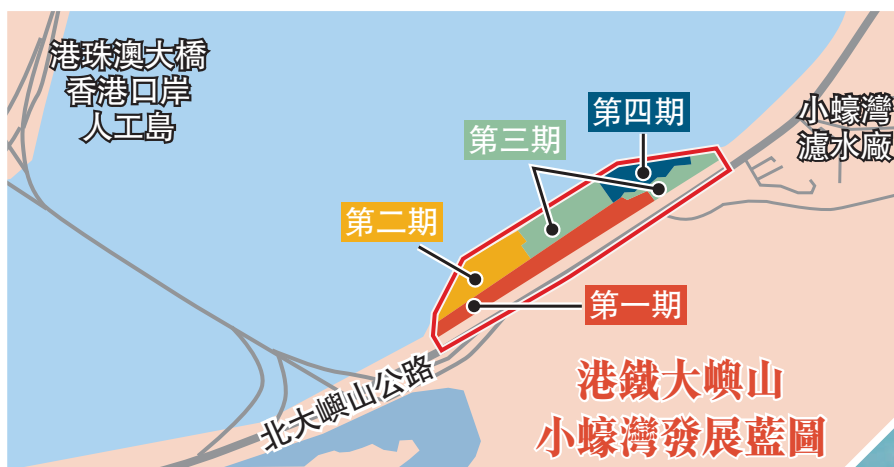 港珠澳大橋
香港口岸
人工島
第四期
小蠔灣
濾水廠
第三期
第二期
第一期
北大嶼山公路
港鐵大嶼山
小蠔灣發展藍圖